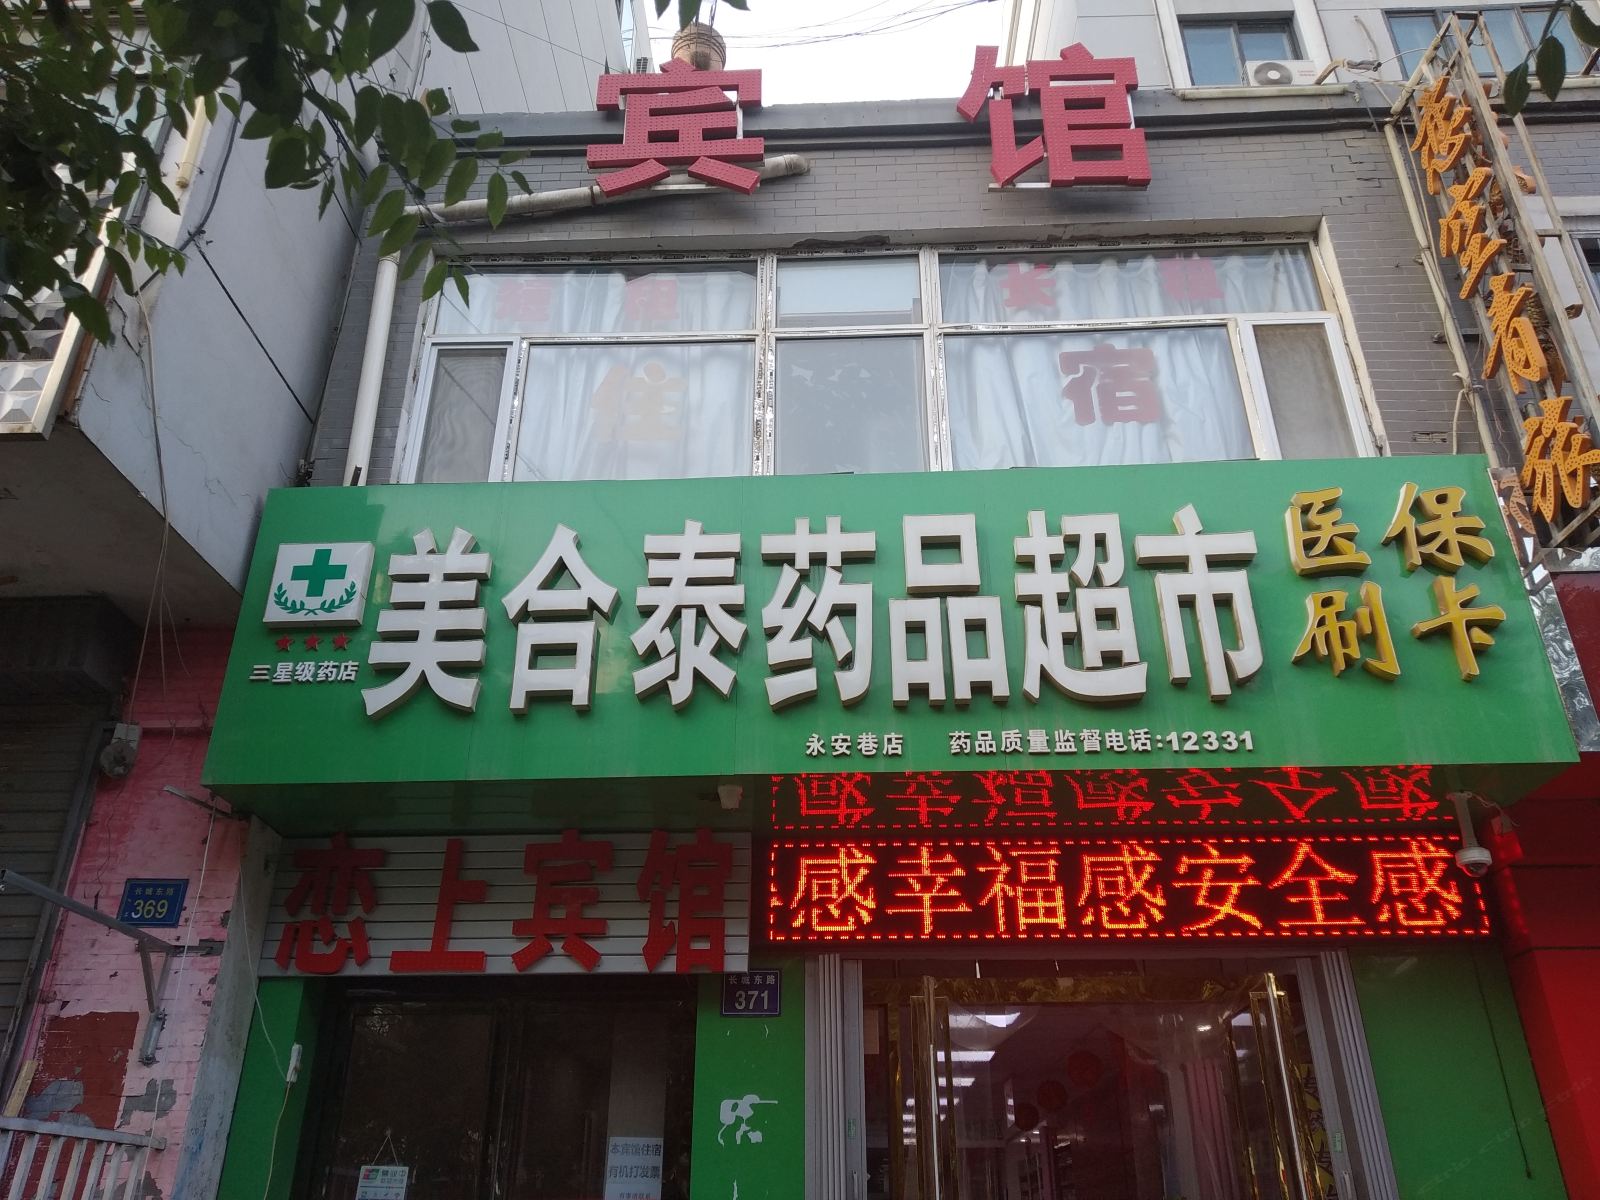 宾馆
短租 长租
住 宿
医保
刷卡
美合泰药品超市
三星级药店
永安巷店 药品质量监督电话:12331
恋上宾馆
感幸福感安全感
长城东路
369
长城东路
371
本宾馆住宿
有机打发票